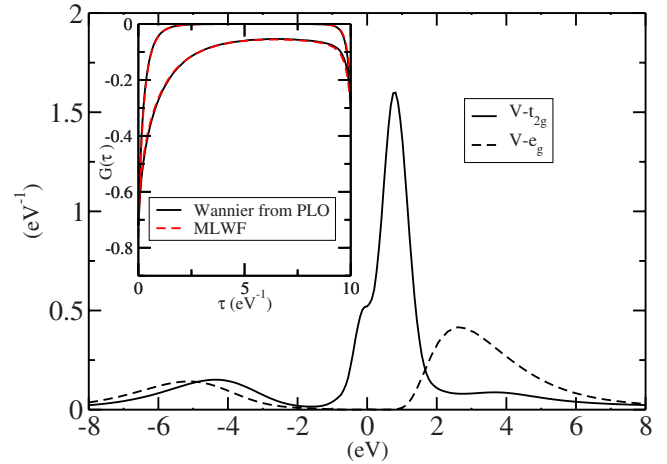 2
1.5
1
0.5
0
(eV⁻¹)
-8 -6 -4 -2 0 2 4 6 8
(eV)
V-t₂g
V-e_g
0
-0.2
-0.4
-0.6
-0.8
G(τ)
Wannier from PLO
MLWF
0 5 10
τ (eV⁻¹)